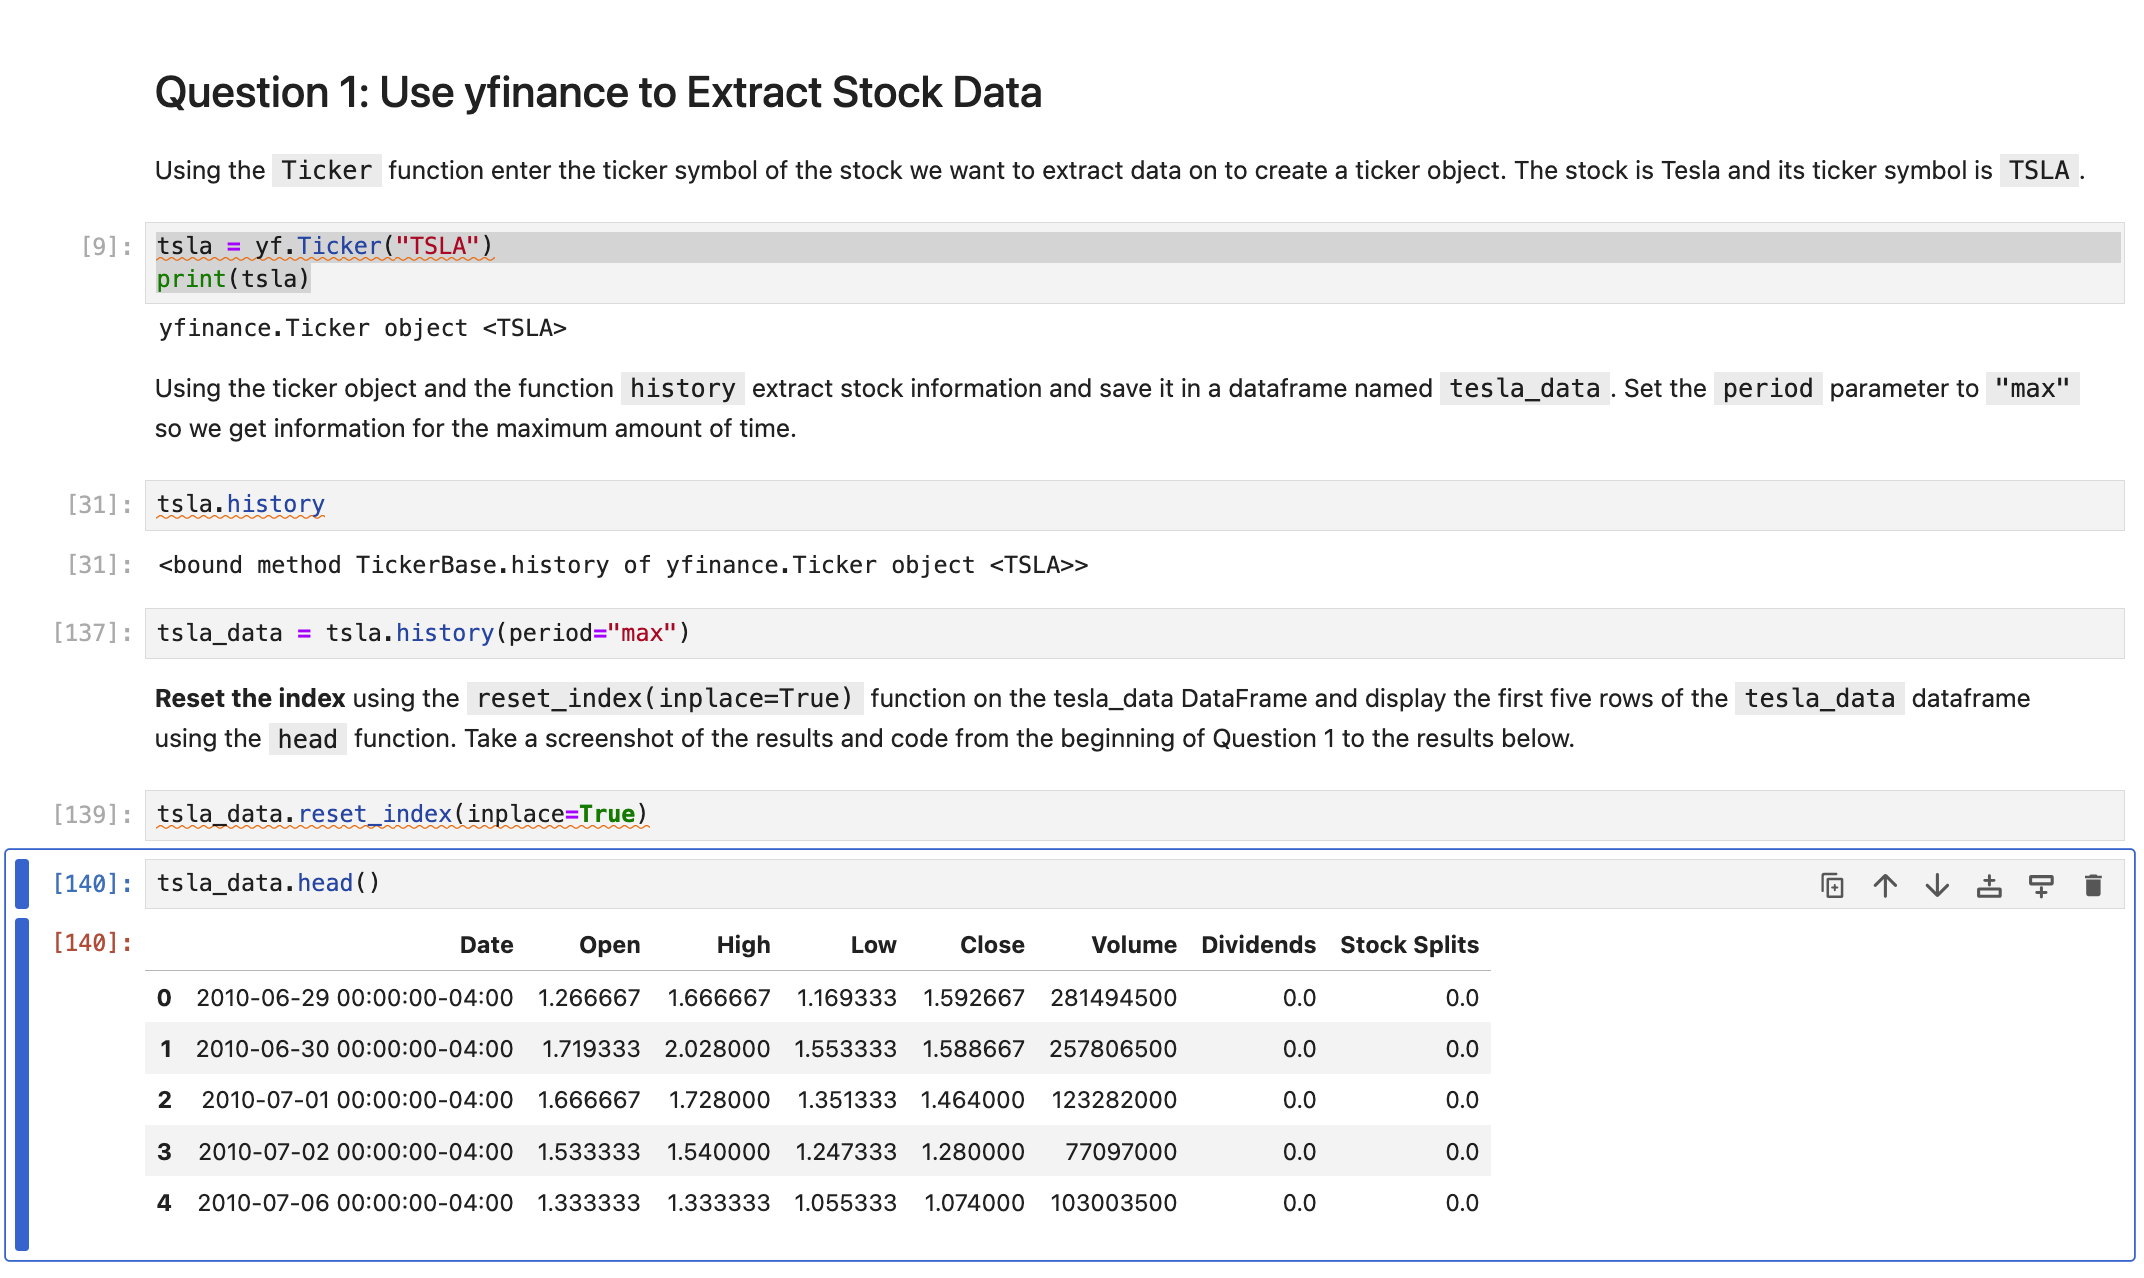 Question 1: Use yfinance to Extract Stock Data
Using the Ticker function enter the ticker symbol of the stock we want to extract data on to create a ticker object. The stock is Tesla and its ticker symbol is TSLA .
[9]: tsla = yf.Ticker("TSLA")
print(tsla)
yfinance.Ticker object <TSLA>
Using the ticker object and the function history extract stock information and save it in a dataframe named tesla_data . Set the period parameter to "max"
so we get information for the maximum amount of time.
[31]: tsla.history
[31]: <bound method TickerBase.history of yfinance.Ticker object <TSLA>>
[137]: tsla_data = tsla.history(period="max")
Reset the index using the reset_index(inplace=True) function on the tesla_data DataFrame and display the first five rows of the tesla_data dataframe
using the head function. Take a screenshot of the results and code from the beginning of Question 1 to the results below.
[139]: tsla_data.reset_index(inplace=True)
[140]: tsla_data.head()
[140]: Date Open High Low Close Volume Dividends Stock Splits
0 2010-06-29 00:00:00-04:00 1.266667 1.666667 1.169333 1.592667 281494500 0.0 0.0
1 2010-06-30 00:00:00-04:00 1.719333 2.028000 1.553333 1.588667 257806500 0.0 0.0
2 2010-07-01 00:00:00-04:00 1.666667 1.728000 1.351333 1.464000 123282000 0.0 0.0
3 2010-07-02 00:00:00-04:00 1.533333 1.540000 1.247333 1.280000 77097000 0.0 0.0
4 2010-07-06 00:00:00-04:00 1.333333 1.333333 1.055333 1.074000 103003500 0.0 0.0